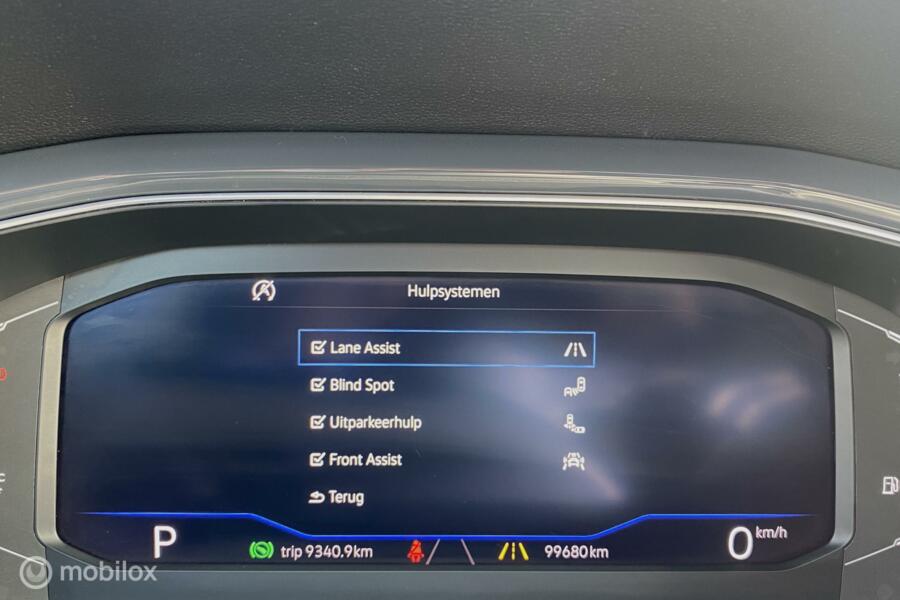 Hulpsystemen
Lane Assist
Blind Spot
Uitparkeerhulp
Front Assist
Terug
P trip 9340.9km 99680km 0 km/h
mobilox